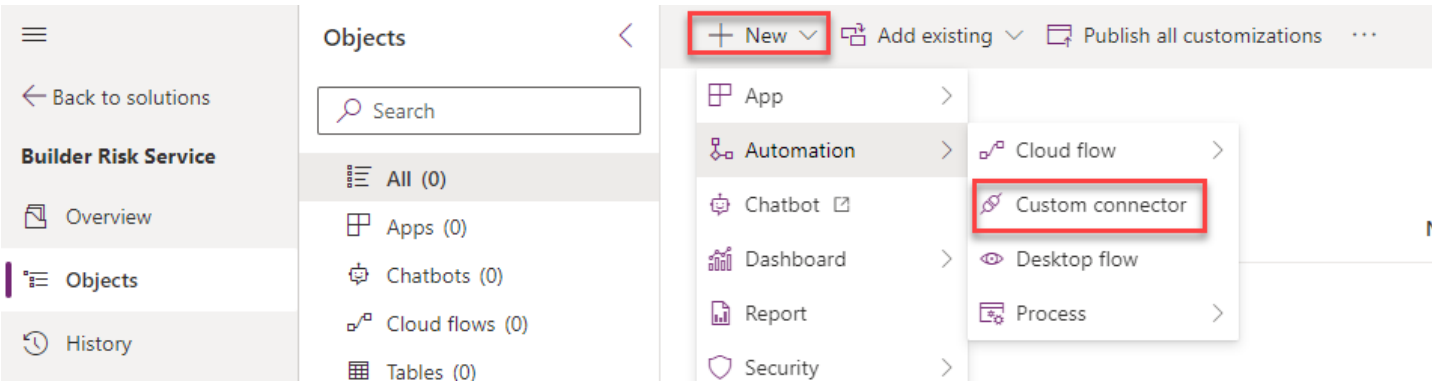 Back to solutions
Builder Risk Service
Overview
Objects
History
Objects
Search
All (0)
Apps (0)
Chatbots (0)
Cloud flows (0)
Tables (0)
New
Add existing
Publish all customizations
App
Automation
Chatbot
Dashboard
Report
Security
Cloud flow
Custom connector
Desktop flow
Process